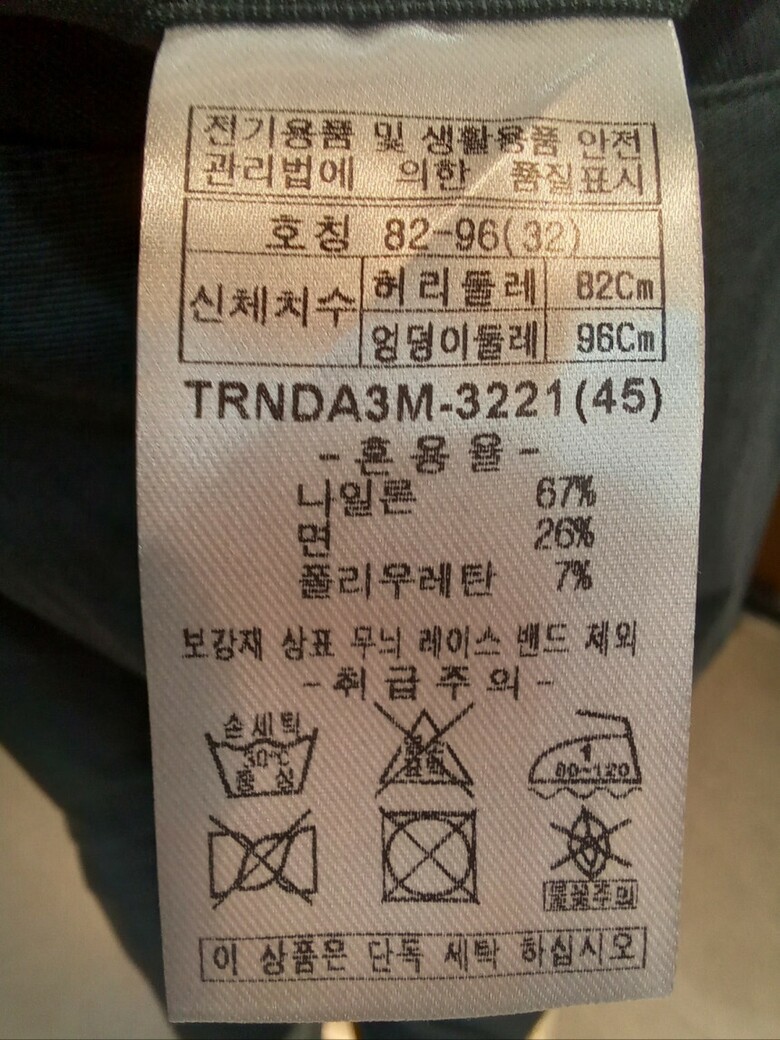 전기용품 및 생활용품 안전
관리법에 의한 품질표시
호칭 82-96(32)
신체치수 허리둘레 82Cm
엉덩이둘레 96Cm
TRNDA3M-3221(45)
-혼용율-
나일론 67%
면 26%
폴리우레탄 7%
보강재 상표 무늬 레이스 밴드 제외
-취급주의-
손세탁
30℃
중성
1
80~120
불꽃주의
이 상품은 단독 세탁 하십시오